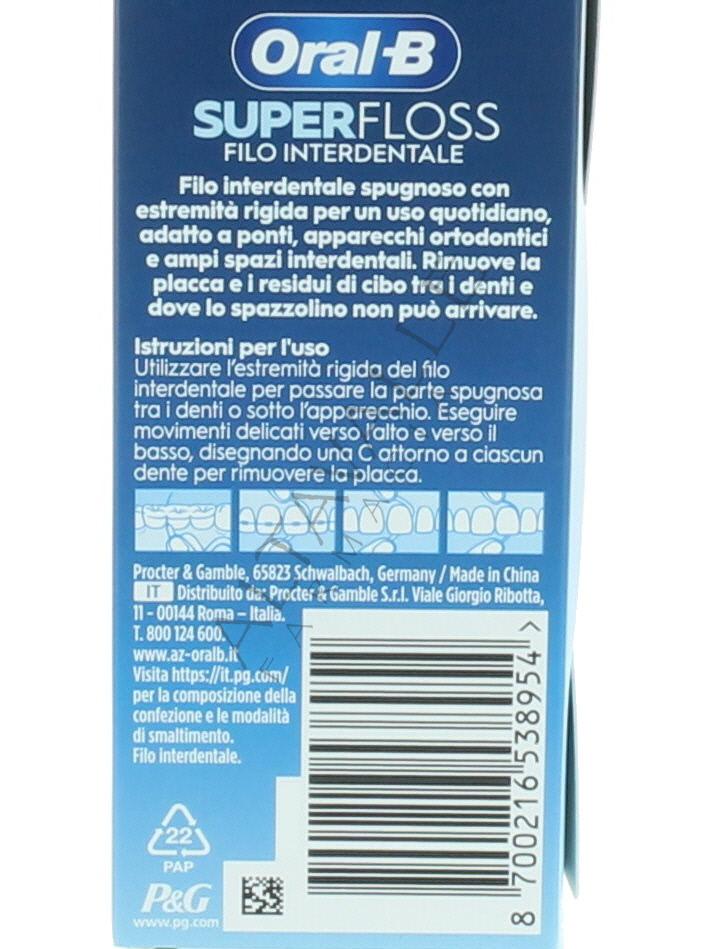 Oral-B
SUPERFLOSS
FILO INTERDENTALE
Filo interdentale spugnoso con
estremità rigida per un uso quotidiano,
adatto a ponti, apparecchi ortodontici
e ampi spazi interdentali. Rimuove la
placca e i residui di cibo tra i denti e
dove lo spazzolino non può arrivare.
Istruzioni per l'uso
Utilizzare l'estremità rigida del filo
interdentale per passare la parte spugnosa
tra i denti o sotto l'apparecchio. Eseguire
movimenti delicati verso l'alto e verso il
basso, disegnando una C attorno a ciascun
dente per rimuovere la placca.
Procter & Gamble, 65823 Schwalbach, Germany / Made in China
IT Distribuito da: Procter & Gamble S.r.l. Viale Giorgio Ribotta,
11 - 00144 Roma – Italia.
T. 800 124 600.
www.az-oralb.it
Visita https://it.pg.com/
per la composizione della
confezione e le modalità
di smaltimento.
Filo interdentale.
22
PAP
P&G
www.pg.com
8 700216 538954 >